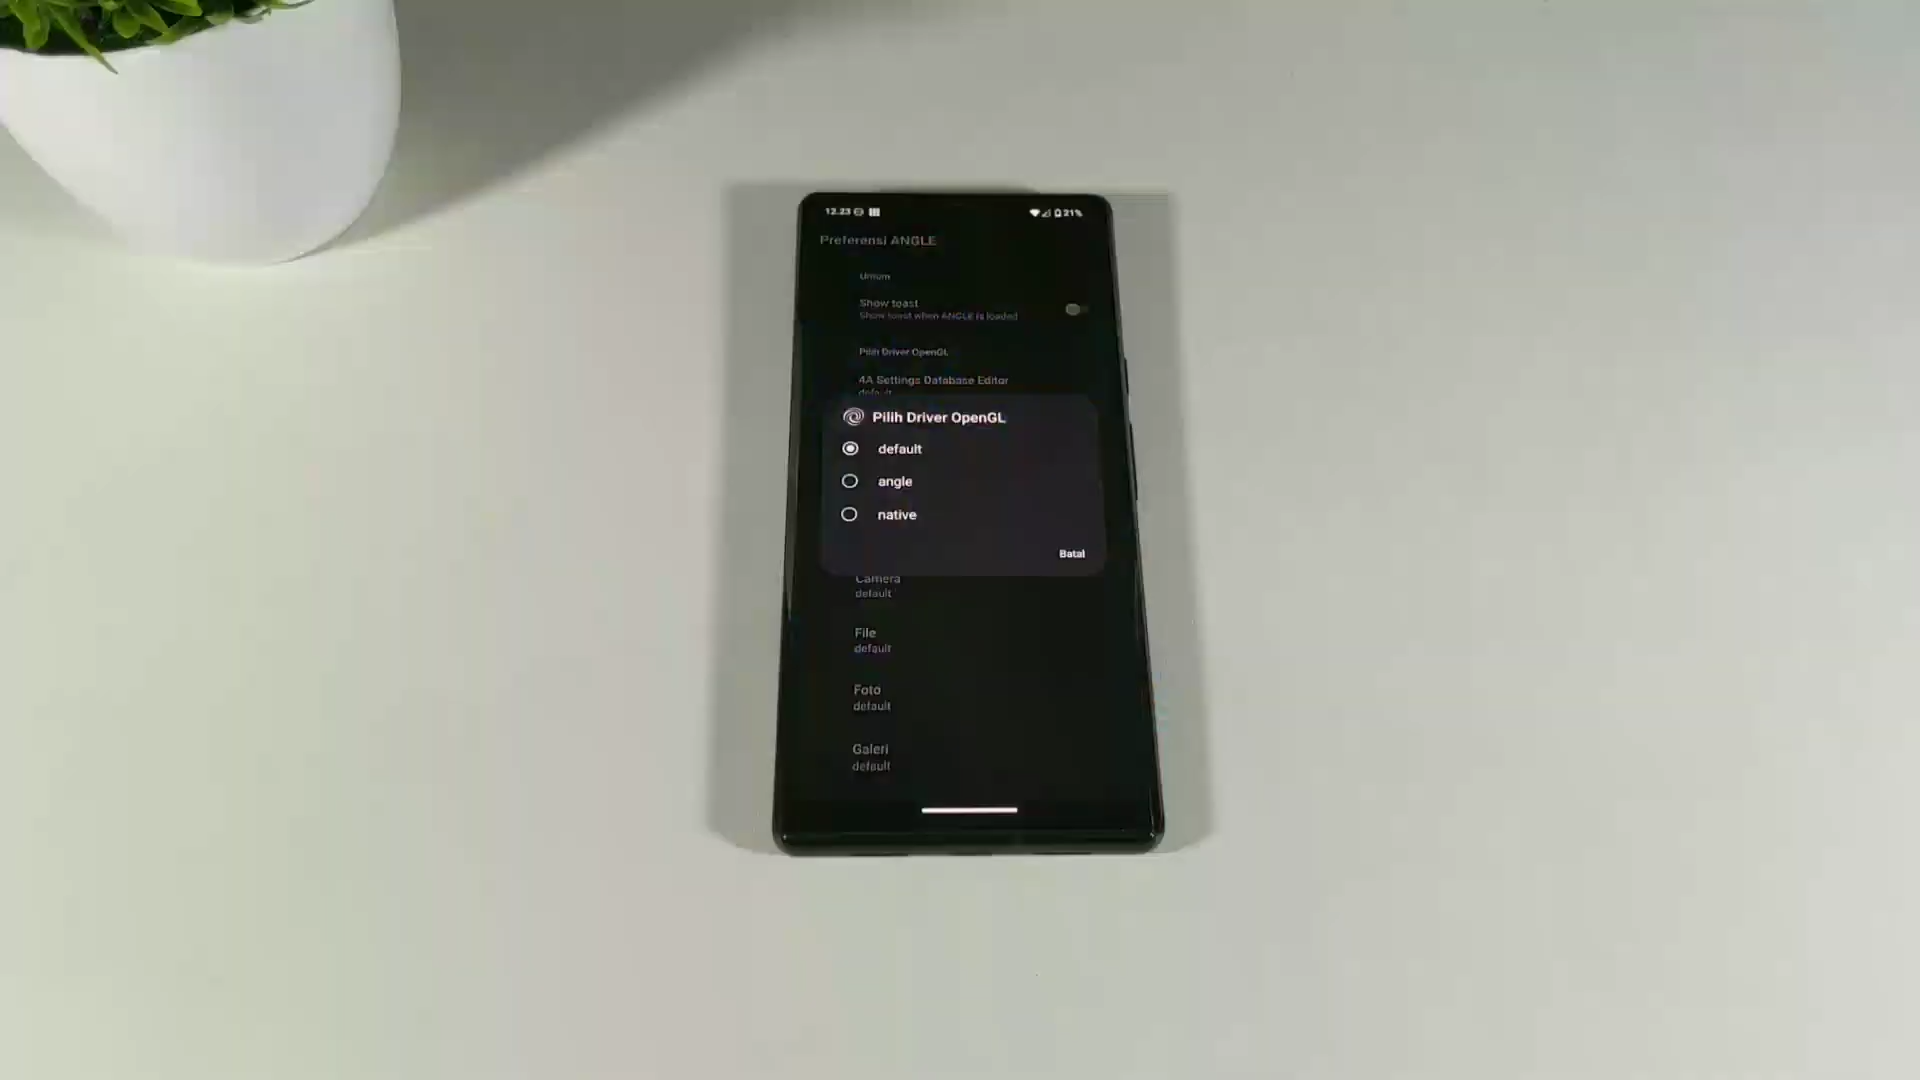 12.23
21%
Preferensi ANGLE
Umum
Show toast
Show toast when ANGLE is loaded
Pilih Driver OpenGL
4A Settings Database Editor
default
Pilih Driver OpenGL
default
angle
native
Batal
Camera
default
File
default
Foto
default
Galeri
default